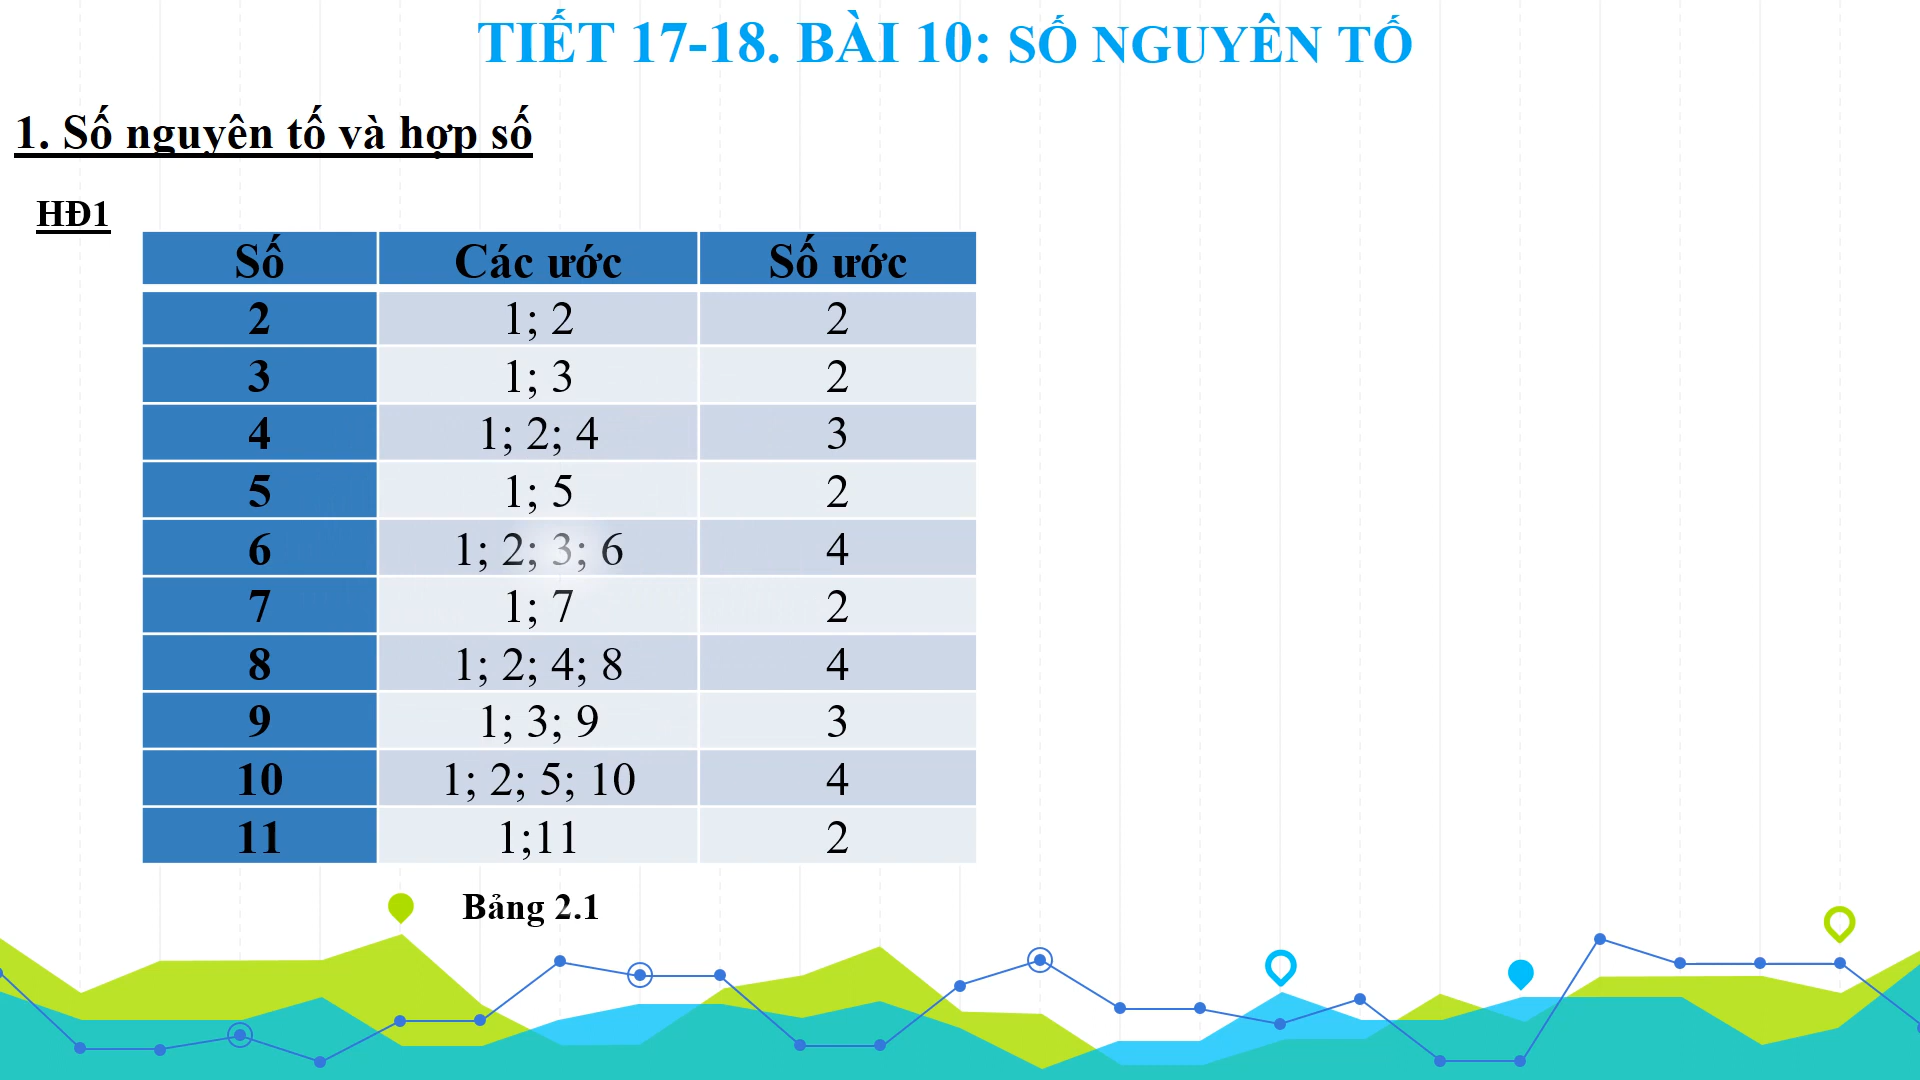 TIẾT 17-18. BÀI 10: SỐ NGUYÊN TỐ
1. Số nguyên tố và hợp số
HĐ1
Số Các ước Số ước
2 1; 2 2
3 1; 3 2
4 1; 2; 4 3
5 1; 5 2
6 1; 2; 3; 6 4
7 1; 7 2
8 1; 2; 4; 8 4
9 1; 3; 9 3
10 1; 2; 5; 10 4
11 1;11 2
Bảng 2.1